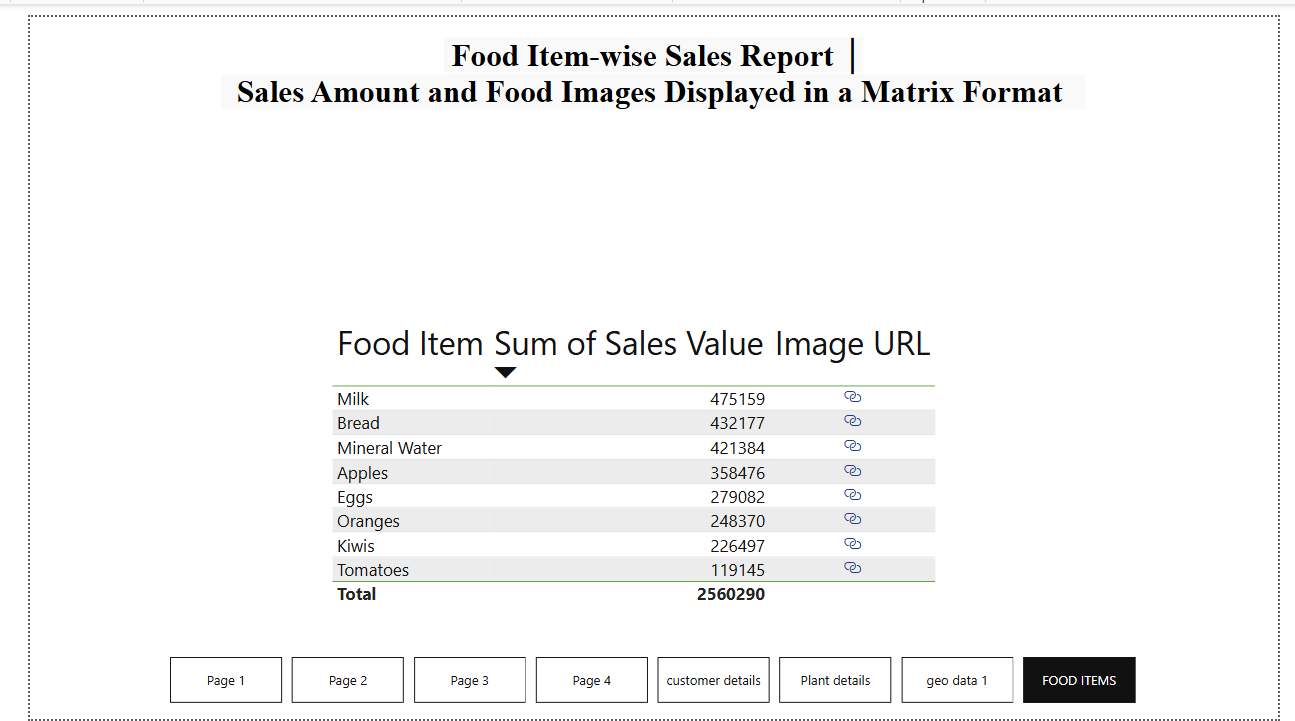 Food Item-wise Sales Report
Sales Amount and Food Images Displayed in a Matrix Format
Food Item Sum of Sales Value Image URL
Milk 475159
Bread 432177
Mineral Water 421384
Apples 358476
Eggs 279082
Oranges 248370
Kiwis 226497
Tomatoes 119145
Total 2560290
Page 1 Page 2 Page 3 Page 4 customer details Plant details geo data 1 FOOD ITEMS